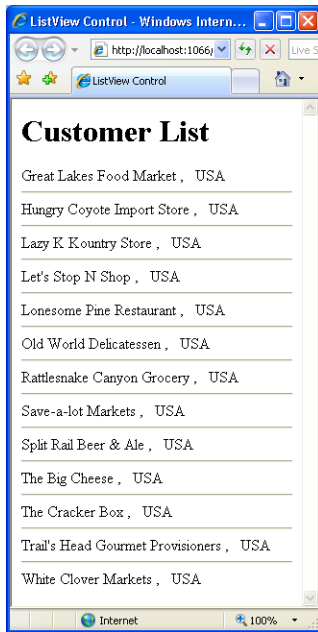 ListView Control - Windows Intern...
http://localhost:1066/
Live S
ListView Control
Customer List
Great Lakes Food Market ,   USA
Hungry Coyote Import Store ,   USA
Lazy K Kountry Store ,   USA
Let's Stop N Shop ,   USA
Lonesome Pine Restaurant ,   USA
Old World Delicatessen ,   USA
Rattlesnake Canyon Grocery ,   USA
Save-a-lot Markets ,   USA
Split Rail Beer & Ale ,   USA
The Big Cheese ,   USA
The Cracker Box ,   USA
Trail's Head Gourmet Provisioners ,   USA
White Clover Markets ,   USA
Internet
100%